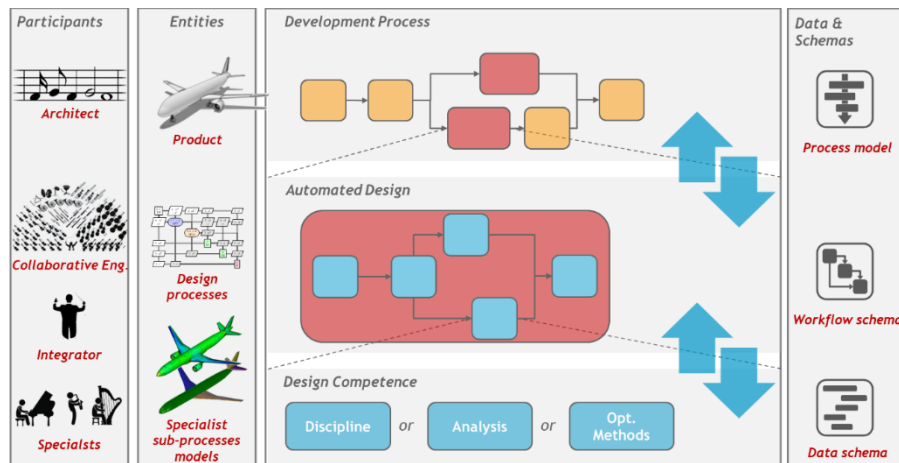 Participants
Architect
Collaborative Eng.
Integrator
Specialsts
Entities
Product
Design
processes
Specialist
sub-processes
models
Development Process
Automated Design
Design Competence
Discipline or Analysis or Opt.
Methods
Data &
Schemas
Process model
Workflow schema
Data schema